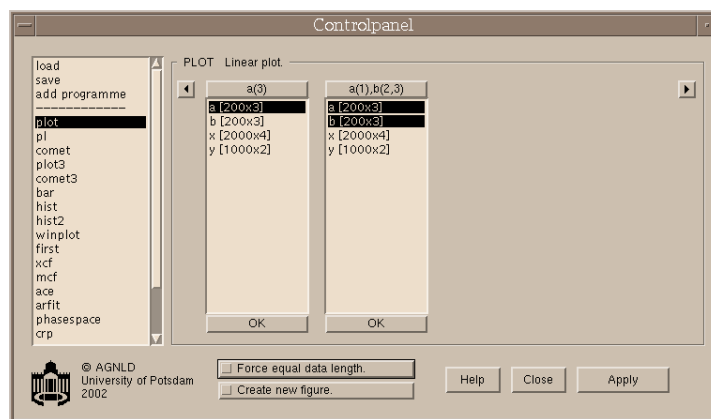 Controlpanel
load
save
add programme
------------
plot
pl
comet
plot3
comet3
bar
hist
hist2
winplot
first
xcf
mcf
ace
arfit
phasespace
crp
PLOT Linear plot.
a(3)
a [200x3]
b [200x3]
x [2000x4]
y [1000x2]
OK
a(1),b(2,3)
a [200x3]
b [200x3]
x [2000x4]
y [1000x2]
OK
© AGNLD
University of Potsdam
2002
Force equal data length.
Create new figure.
Help
Close
Apply